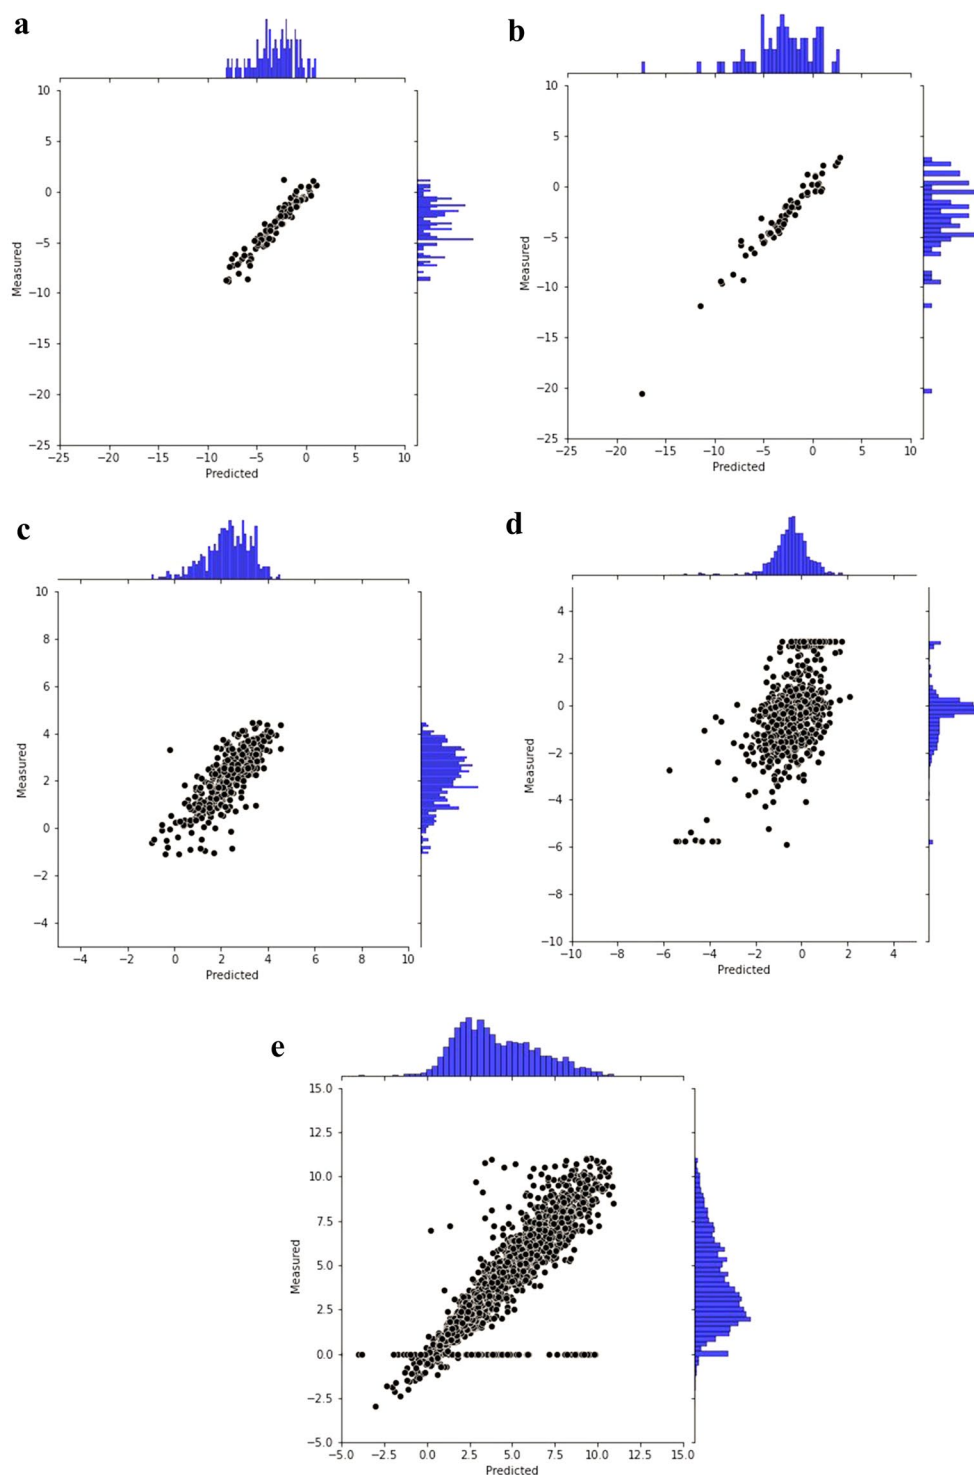 a
10
5
0
−5
−10
−15
−20
−25
Measured
−25 −20 −15 −10 −5 0 5 10
Predicted
b
10
5
0
−5
−10
−15
−20
−25
Measured
−25 −20 −15 −10 −5 0 5 10
Predicted
c
10
8
6
4
2
0
−2
−4
Measured
−4 −2 0 2 4 6 8 10
Predicted
d
4
2
0
−2
−4
−6
−8
−10
Measured
−10 −8 −6 −4 −2 0 2 4
Predicted
e
15.0
12.5
10.0
7.5
5.0
2.5
0.0
−2.5
−5.0
Measured
−5.0 −2.5 0.0 2.5 5.0 7.5 10.0 12.5 15.0
Predicted